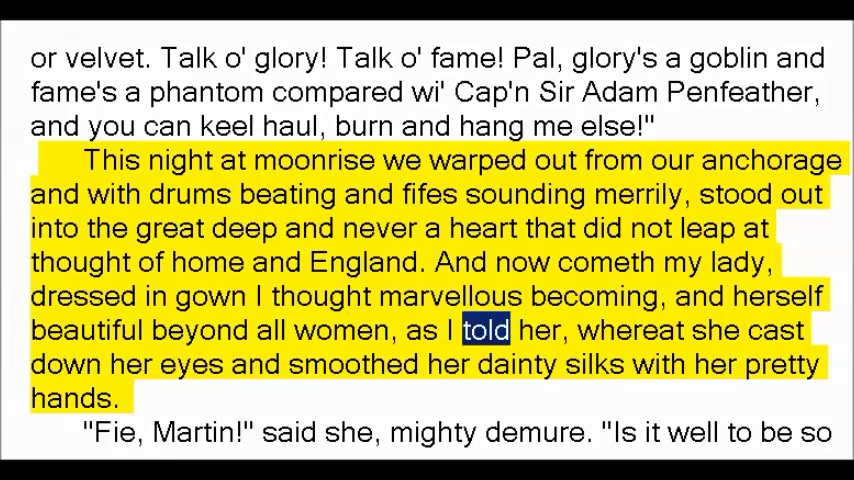 or velvet. Talk o' glory! Talk o' fame! Pal, glory's a goblin and
fame's a phantom compared wi' Cap'n Sir Adam Penfeather,
and you can keel haul, burn and hang me else!"
This night at moonrise we warped out from our anchorage
and with drums beating and fifes sounding merrily, stood out
into the great deep and never a heart that did not leap at
thought of home and England. And now cometh my lady,
dressed in gown I thought marvellous becoming, and herself
beautiful beyond all women, as I told her, whereat she cast
down her eyes and smoothed her dainty silks with her pretty
hands.
"Fie, Martin!" said she, mighty demure. "Is it well to be so